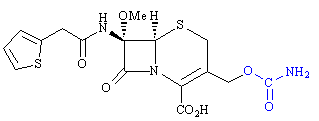 H OMe H
N S
S O N O NH₂
O O
CO₂H